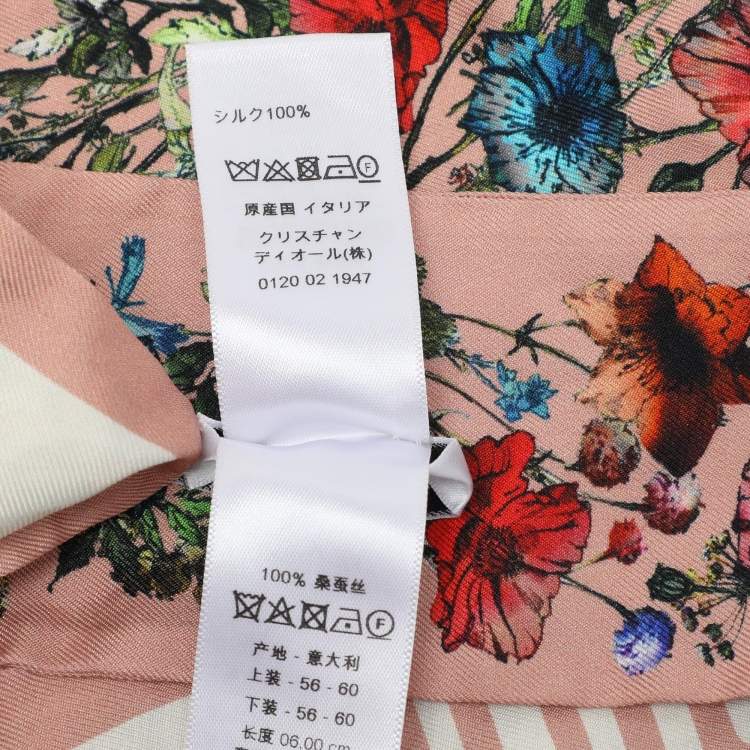 シルク100%
F
原産国 イタリア
クリスチャン
ディオール(株)
0120 02 1947
100% 桑蚕丝
F
产地 - 意大利
上装 - 56 - 60
下装 - 56 - 60
长度 06.00 cm